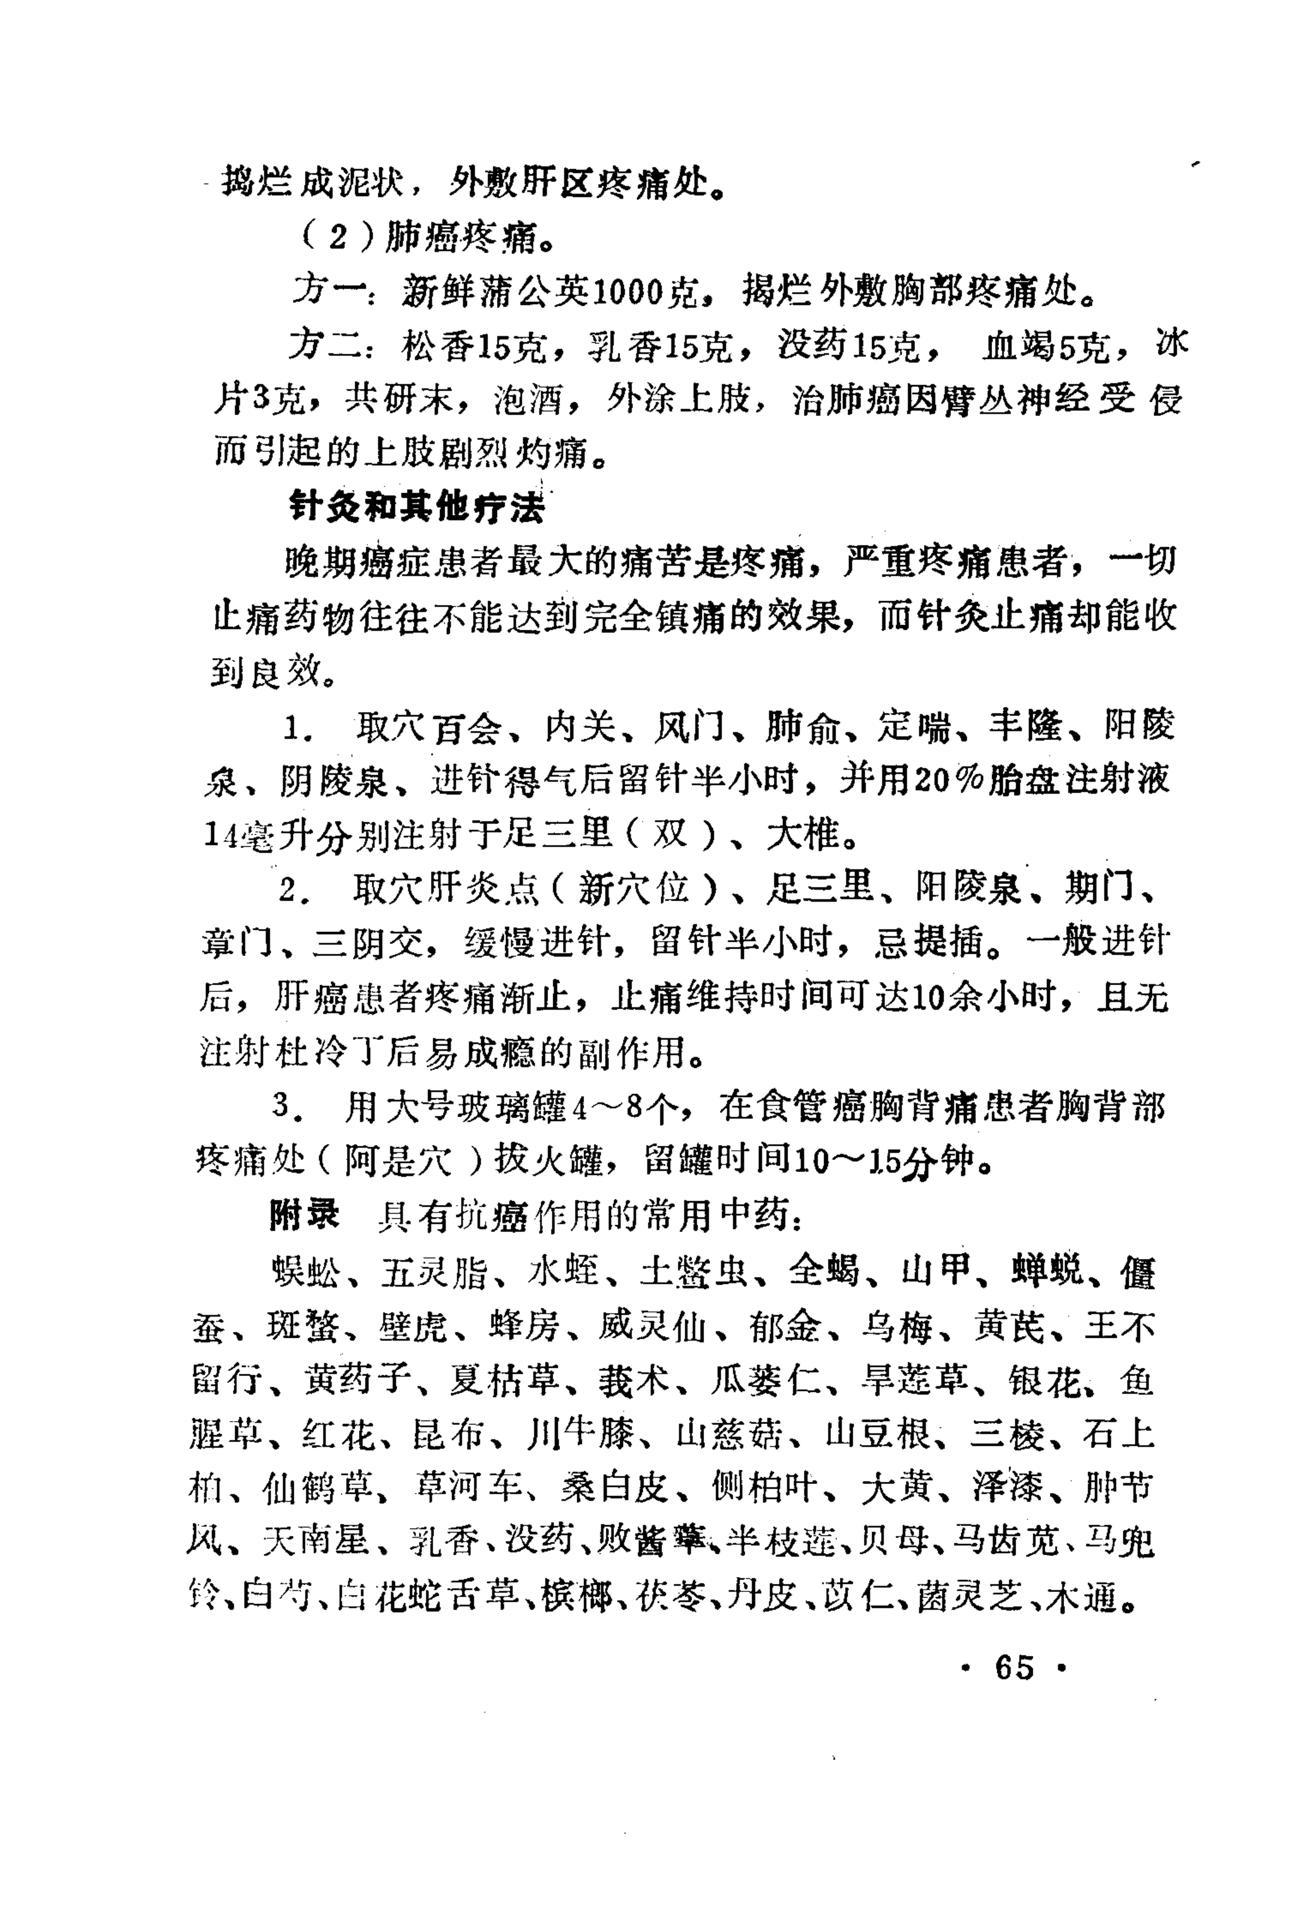 捣烂成泥状，外敷肝区疼痛处。
（2）肺癌疼痛。
方一：新鲜蒲公英1000克，揭烂外敷胸部疼痛处。
方二：松香15克，乳香15克，没药15克， 血竭5克，冰
片3克，共研末，泡酒，外涂上肢，治肺癌因臂丛神经受侵
而引起的上肢剧烈灼痛。
针灸和其他疗法
晚期癌症患者最大的痛苦是疼痛，严重疼痛患者，一切
止痛药物往往不能达到完全镇痛的效果，而针灸止痛却能收
到良效。
1． 取穴百会、内关、风门、肺俞、定喘、丰隆、阳陵
泉、阴陵泉、进针得气后留针半小时，并用20%胎盘注射液
14毫升分别注射于足三里（双）、大椎。
2． 取穴肝炎点（新穴位）、足三里、阳陵泉、期门、
章门、三阴交，缓慢进针，留针半小时，忌提插。一般进针
后，肝癌患者疼痛渐止，止痛维持时间可达10余小时，且无
注射杜冷丁后易成瘾的副作用。
3． 用大号玻璃罐4～8个，在食管癌胸背痛患者胸背部
疼痛处（阿是穴）拔火罐，留罐时间10～15分钟。
附录 具有抗癌作用的常用中药：
蜈蚣、五灵脂、水蛭、土鳖虫、全蝎、山甲、蝉蜕、僵
蚕、斑蝥、壁虎、蜂房、威灵仙、郁金、乌梅、黄芪、王不
留行、黄药子、夏枯草、莪术、瓜蒌仁、旱莲草、银花、鱼
腥草、红花、昆布、川牛膝、山慈菇、山豆根、三棱、石上
柏、仙鹤草、草河车、桑白皮、侧柏叶、大黄、泽漆、肿节
风、天南星、乳香、没药、败酱草、半枝莲、贝母、马齿苋、马兜
铃、白芍、白花蛇舌草、槟榔、茯苓、丹皮、苡仁、菌灵芝、木通。
· 65 ·